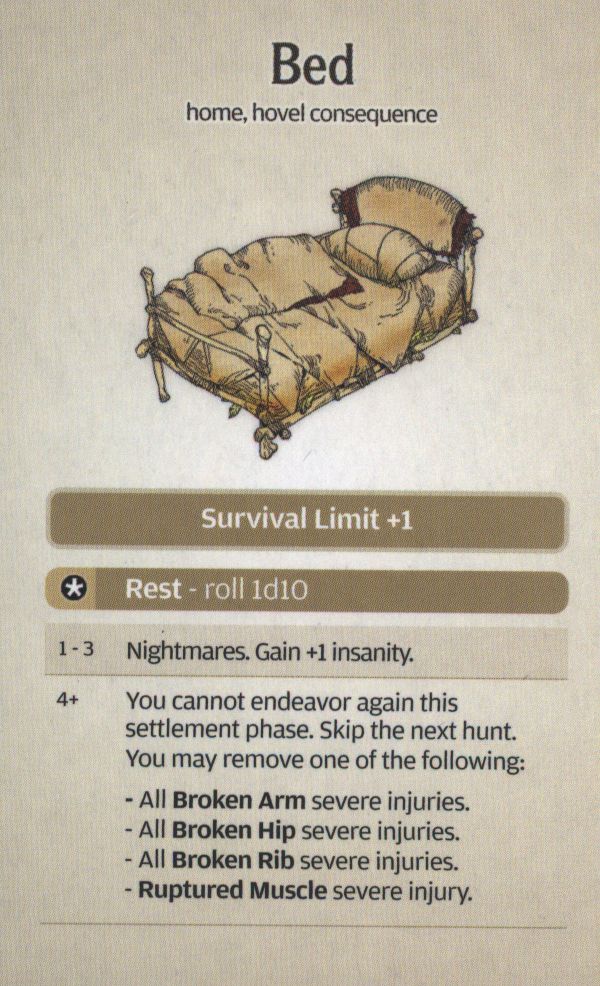 Bed
home, hovel consequence
Survival Limit +1
Rest - roll 1d10
1 - 3 Nightmares. Gain +1 insanity.
4+ You cannot endeavor again this
settlement phase. Skip the next hunt.
You may remove one of the following:
- All Broken Arm severe injuries.
- All Broken Hip severe injuries.
- All Broken Rib severe injuries.
- Ruptured Muscle severe injury.